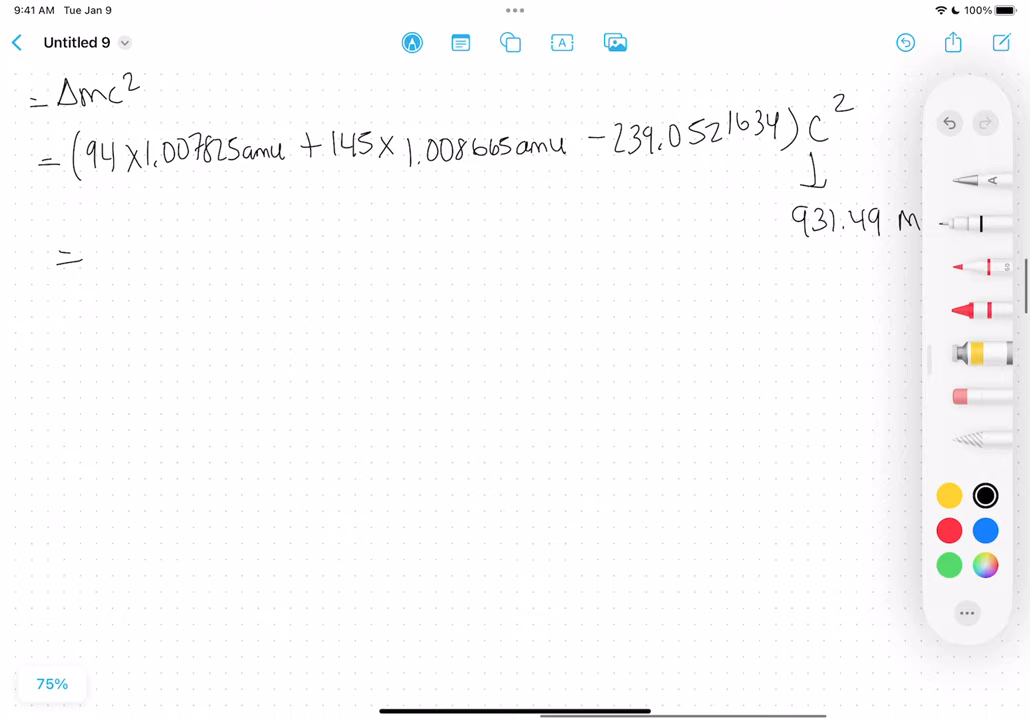 9:41 AM Tue Jan 9 100%
Untitled 9
= Δmc²
= (94 × 1.007825amu + 145 × 1.008665amu − 239.0521634) C²
931.49 M
=
A
50
75%